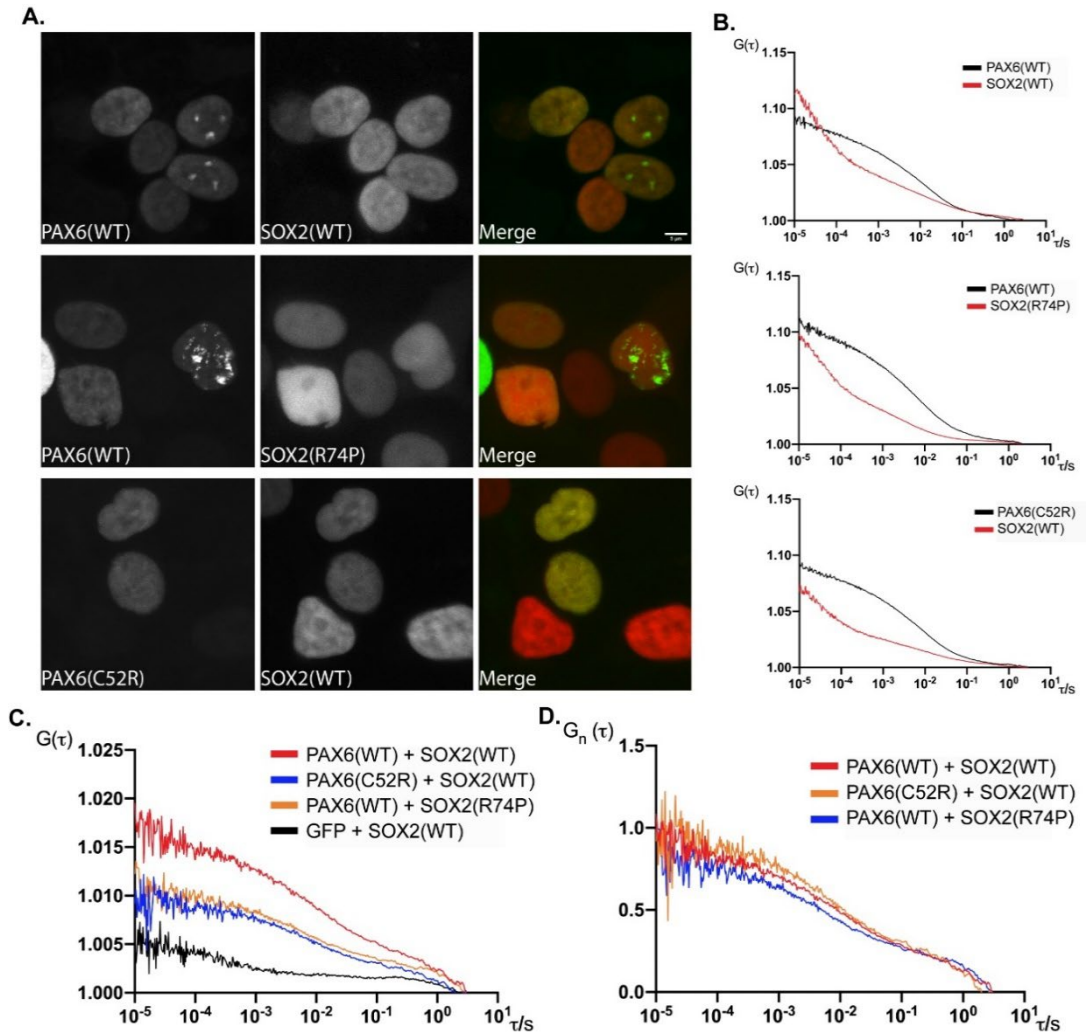 A.
PAX6(WT)
SOX2(WT)
Merge
5 μm
PAX6(WT)
SOX2(R74P)
Merge
PAX6(C52R)
SOX2(WT)
Merge
B.
G(τ)
PAX6(WT)
SOX2(WT)
1.15
1.10
1.05
1.00
10⁻⁵ 10⁻⁴ 10⁻³ 10⁻² 10⁻¹ 10⁰ 10¹
τ/s
G(τ)
PAX6(WT)
SOX2(R74P)
1.15
1.10
1.05
1.00
10⁻⁵ 10⁻⁴ 10⁻³ 10⁻² 10⁻¹ 10⁰ 10¹
τ/s
G(τ)
PAX6(C52R)
SOX2(WT)
1.15
1.10
1.05
1.00
10⁻⁵ 10⁻⁴ 10⁻³ 10⁻² 10⁻¹ 10⁰ 10¹
τ/s
C.
G(τ)
PAX6(WT) + SOX2(WT)
PAX6(C52R) + SOX2(WT)
PAX6(WT) + SOX2(R74P)
GFP + SOX2(WT)
1.025
1.020
1.015
1.010
1.005
1.000
10⁻⁵ 10⁻⁴ 10⁻³ 10⁻² 10⁻¹ 10⁰ 10¹
τ/s
D.
Gₙ (τ)
PAX6(WT) + SOX2(WT)
PAX6(C52R) + SOX2(WT)
PAX6(WT) + SOX2(R74P)
1.5
1.0
0.5
0.0
10⁻⁵ 10⁻⁴ 10⁻³ 10⁻² 10⁻¹ 10⁰ 10¹
τ/s